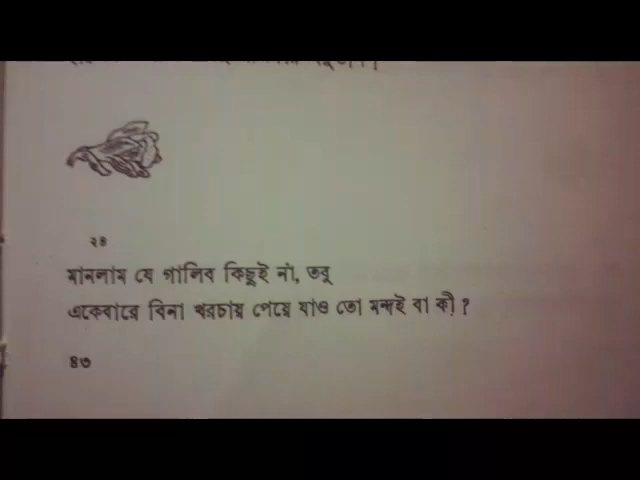 ২৪
মানলাম যে গালিব কিছুই না, তবু
একেবারে বিনা খরচায় পেয়ে যাও তো মন্দই বা কী ?
৪৩